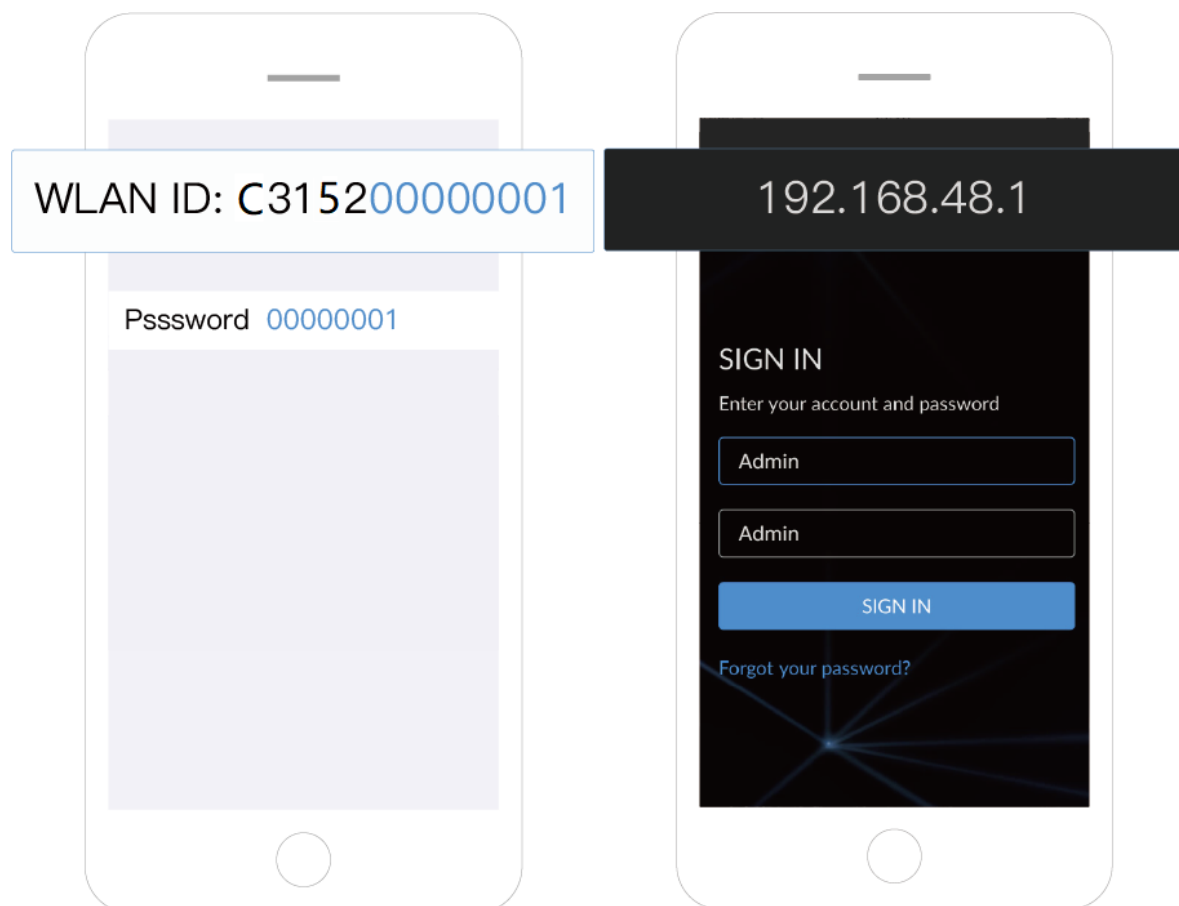 WLAN ID: C315200000001
Psssword 00000001
192.168.48.1
SIGN IN
Enter your account and password
Admin
Admin
SIGN IN
Forgot your password?